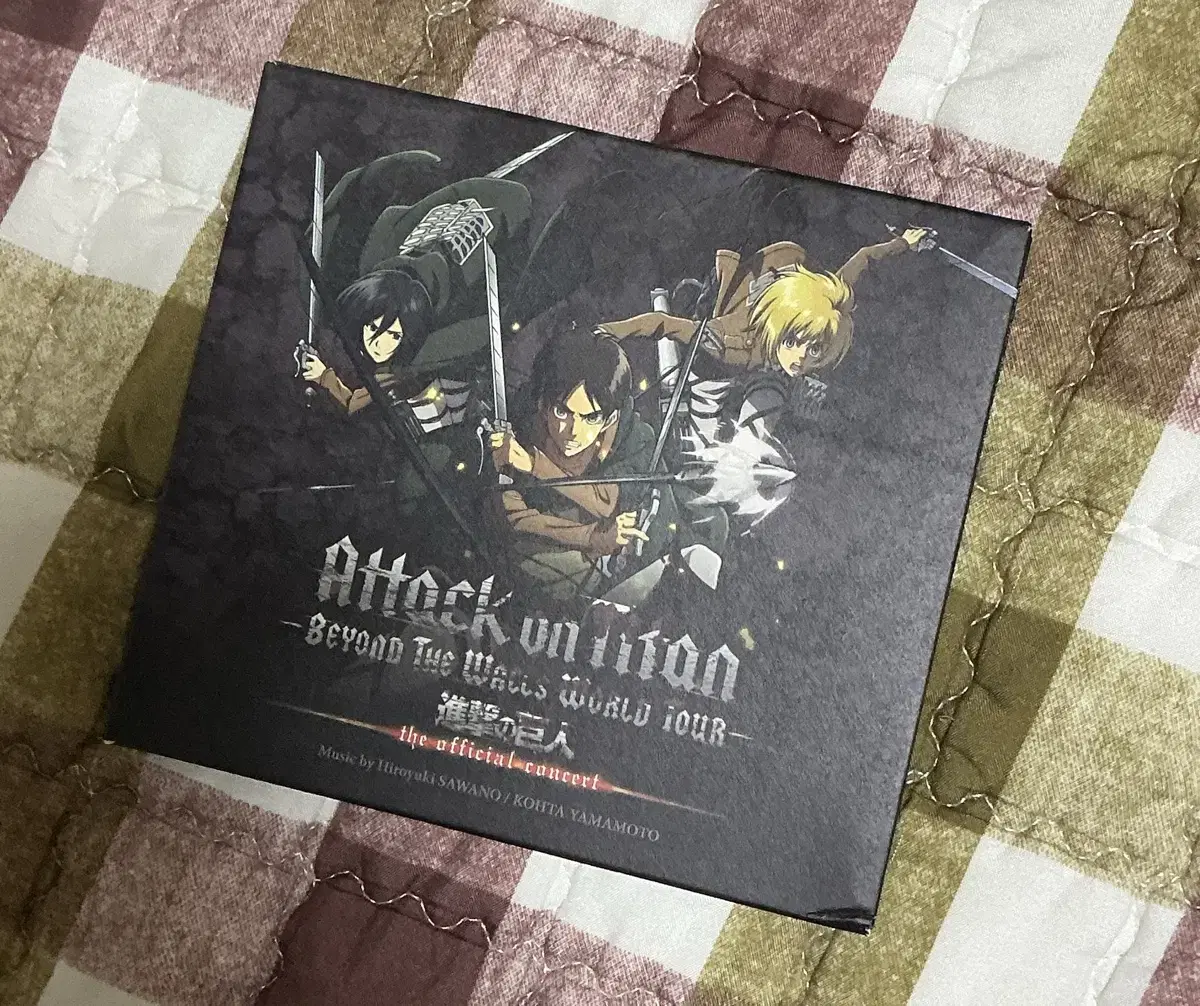 Attack on Titan
-Beyond The Walls World Tour-
進撃の巨人
the official concert
Music by Hiroyuki SAWANO / KOHTA YAMAMOTO